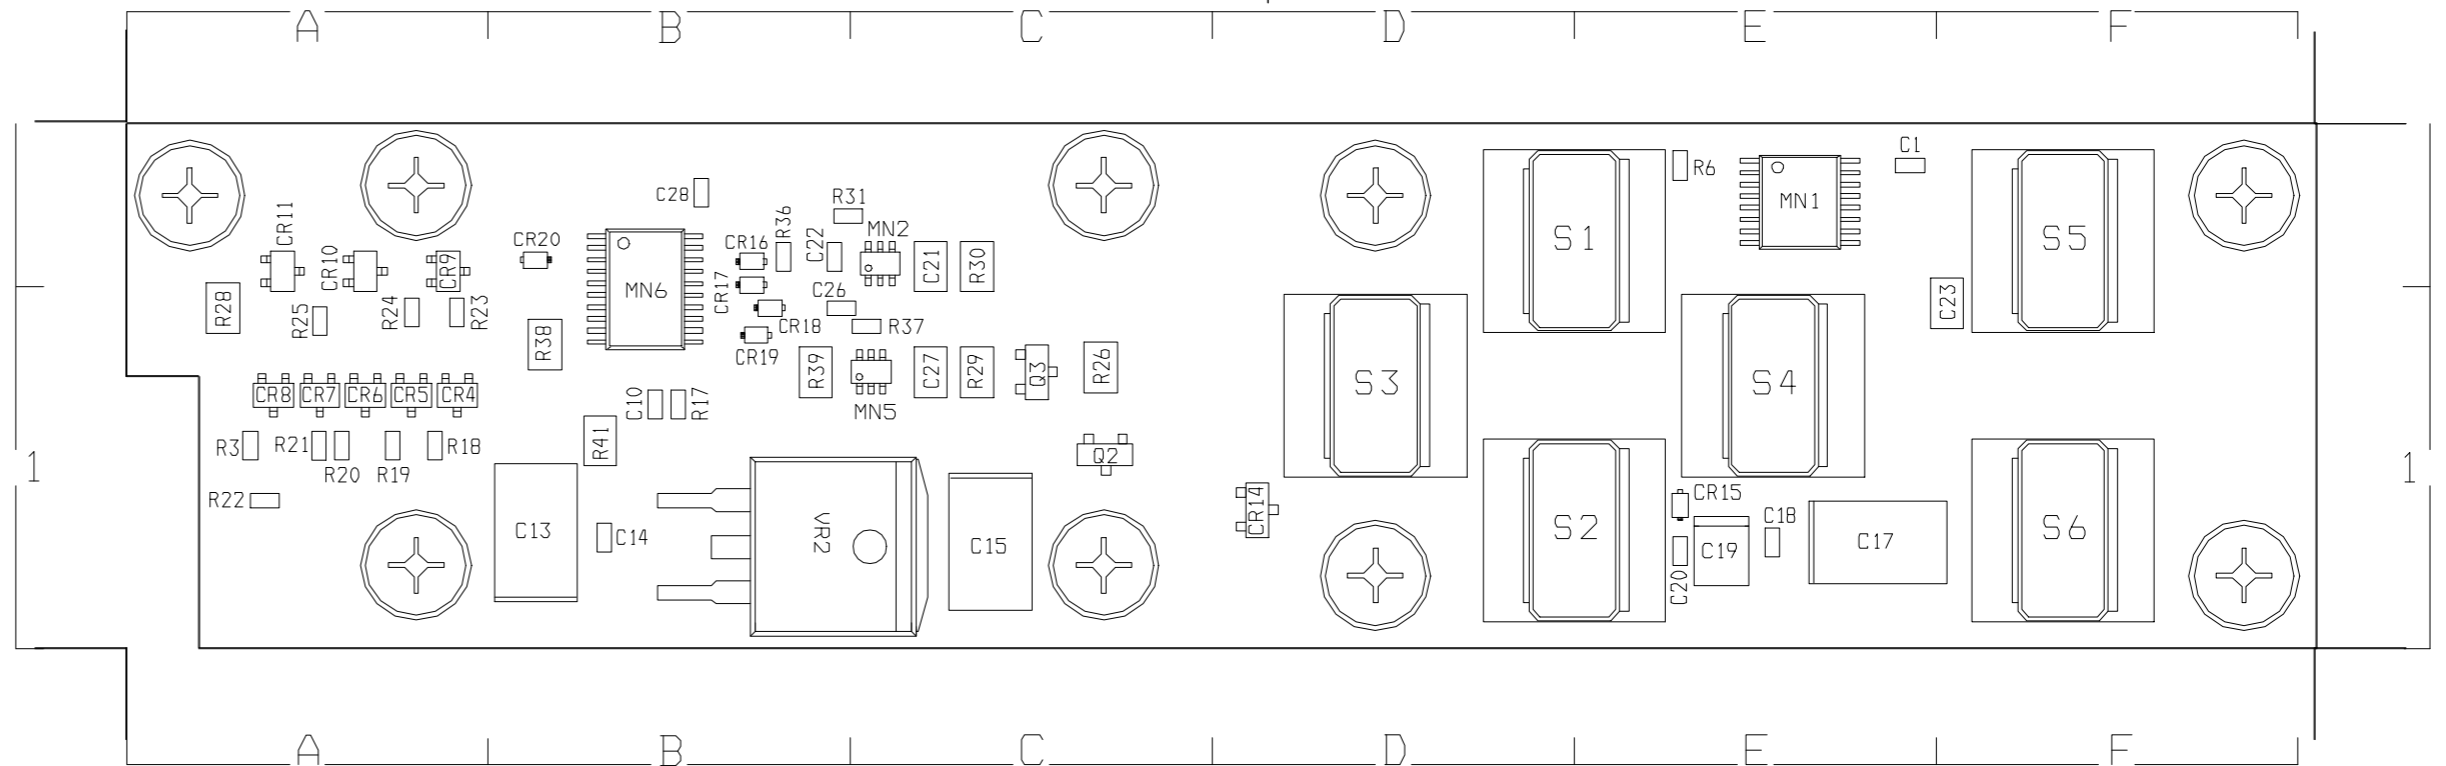 A B C D E F
C1
R6
C28
MN1
R31
CR11
R36
MN2
CR20
CR16
C22
S1
S5
CR10
CR9
C21
R30
MN6
CR17
C26
R28
R25
R24
R23
C23
CR18
R37
R38
CR19
R39
C27
R29
Q3
R26
S3
S4
CR8 CR7 CR6 CR5 CR4
C10
R17
MN5
R41
R3
R21
R20
R19
R18
Q2
1
1
R22
CR15
CR14
C13
C14
VR2
C15
C18
S2
C19
C17
S6
C20
A B C D E F